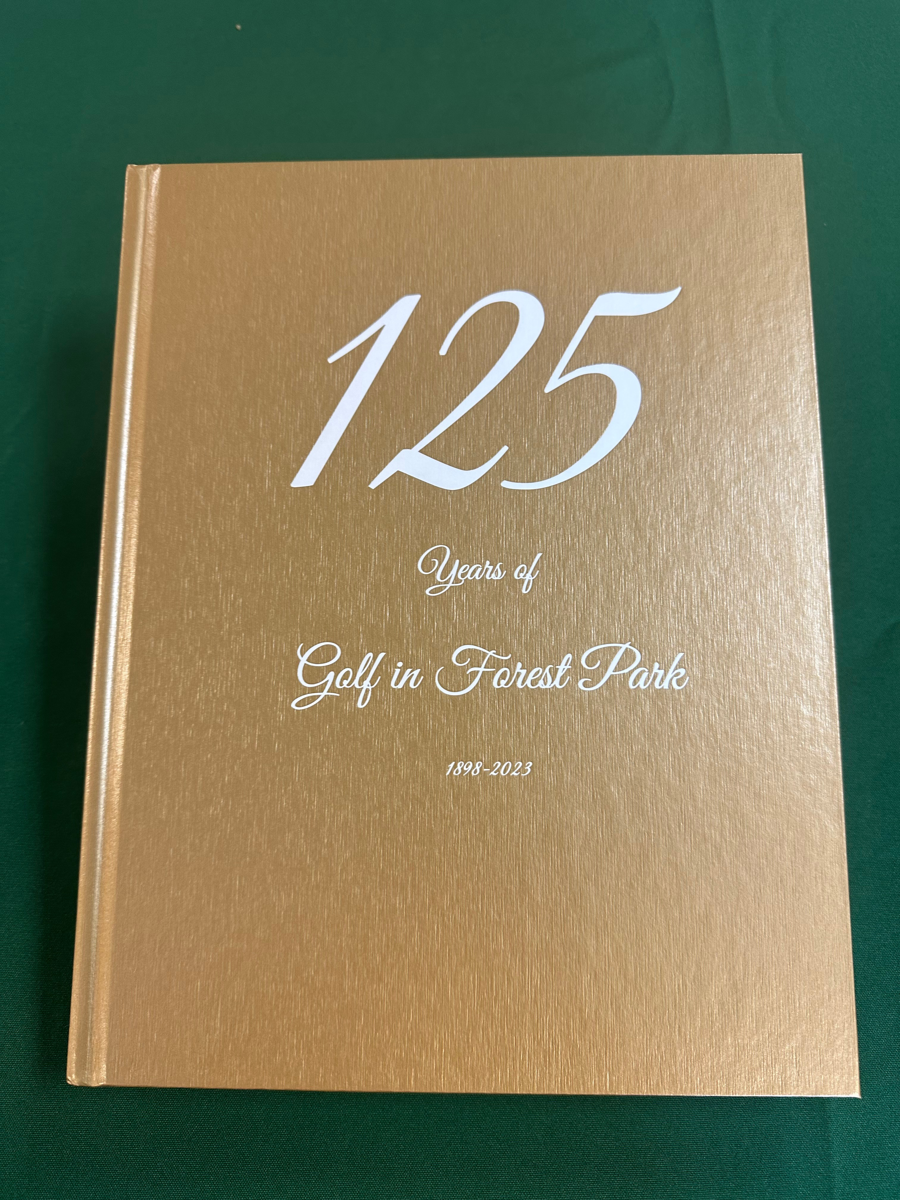 125
Years of
Golf in Forest Park
1898-2023